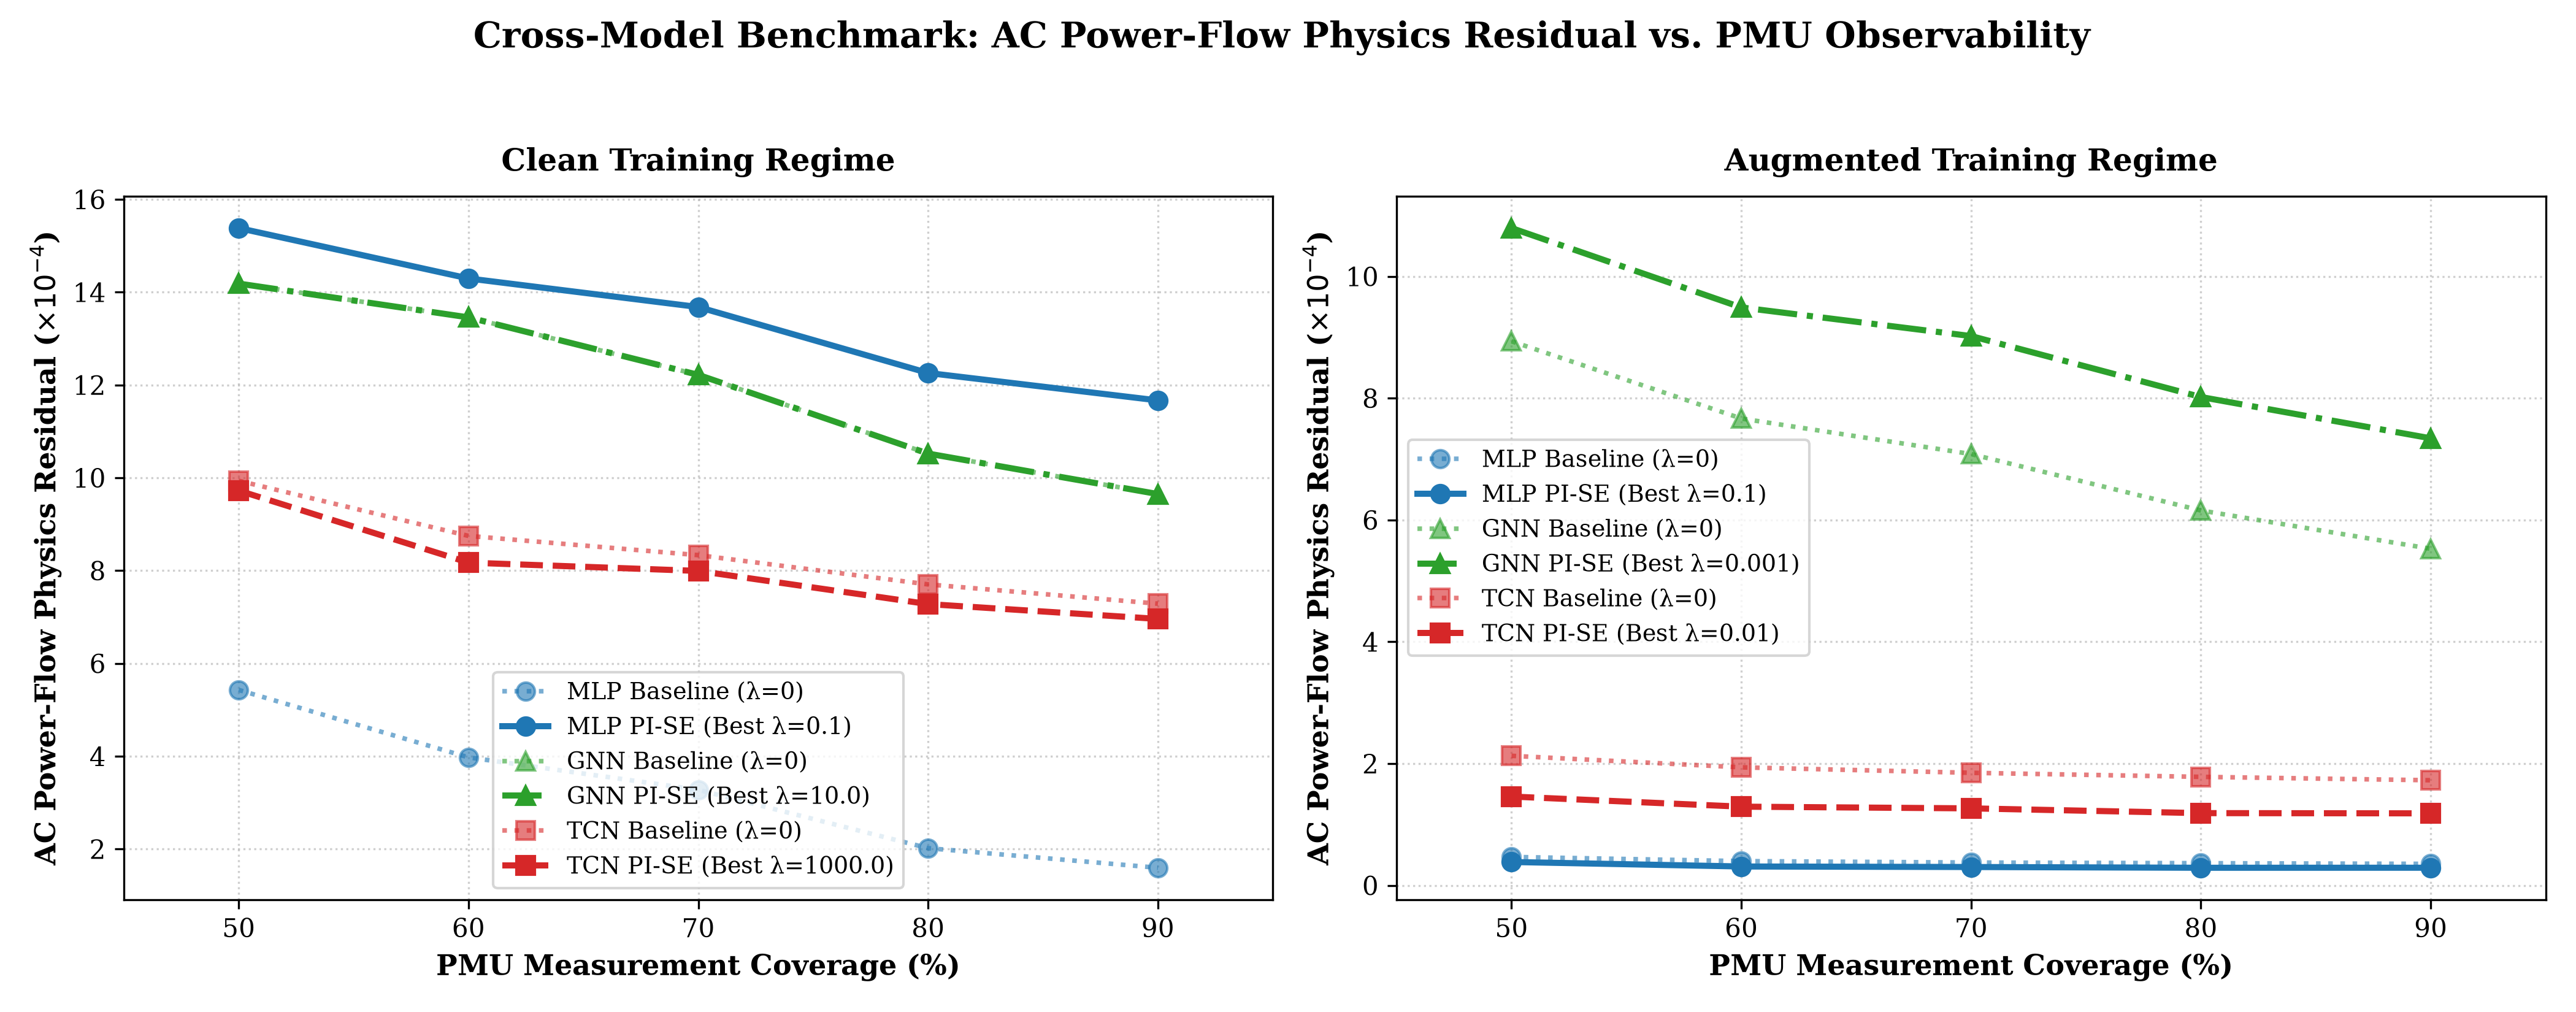 Cross-Model Benchmark: AC Power-Flow Physics Residual vs. PMU Observability
Clean Training Regime
AC Power-Flow Physics Residual (×10⁻⁴)
16
14
12
10
8
6
4
2
MLP Baseline (λ=0)
MLP PI-SE (Best λ=0.1)
GNN Baseline (λ=0)
GNN PI-SE (Best λ=10.0)
TCN Baseline (λ=0)
TCN PI-SE (Best λ=1000.0)
50 60 70 80 90
PMU Measurement Coverage (%)
Augmented Training Regime
AC Power-Flow Physics Residual (×10⁻⁴)
10
8
6
4
2
0
MLP Baseline (λ=0)
MLP PI-SE (Best λ=0.1)
GNN Baseline (λ=0)
GNN PI-SE (Best λ=0.001)
TCN Baseline (λ=0)
TCN PI-SE (Best λ=0.01)
50 60 70 80 90
PMU Measurement Coverage (%)